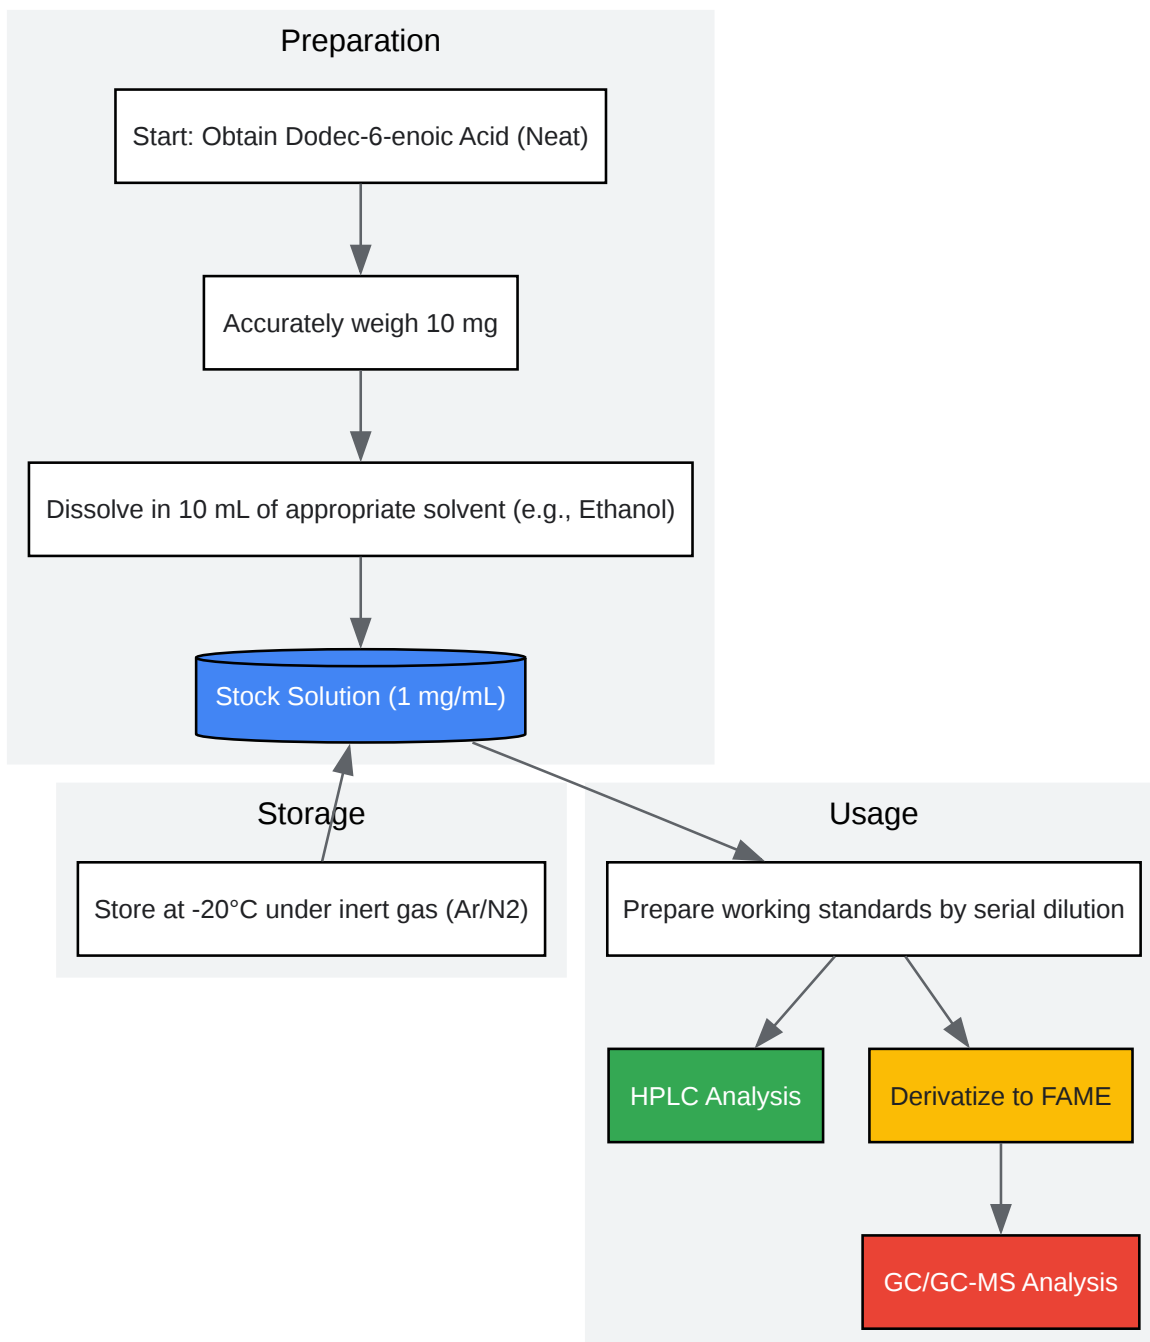 Preparation
Start: Obtain Dodec-6-enoic Acid (Neat)
Accurately weigh 10 mg
Dissolve in 10 mL of appropriate solvent (e.g., Ethanol)
Stock Solution (1 mg/mL)
Storage
Store at -20°C under inert gas (Ar/N2)
Usage
Prepare working standards by serial dilution
HPLC Analysis
Derivatize to FAME
GC/GC-MS Analysis